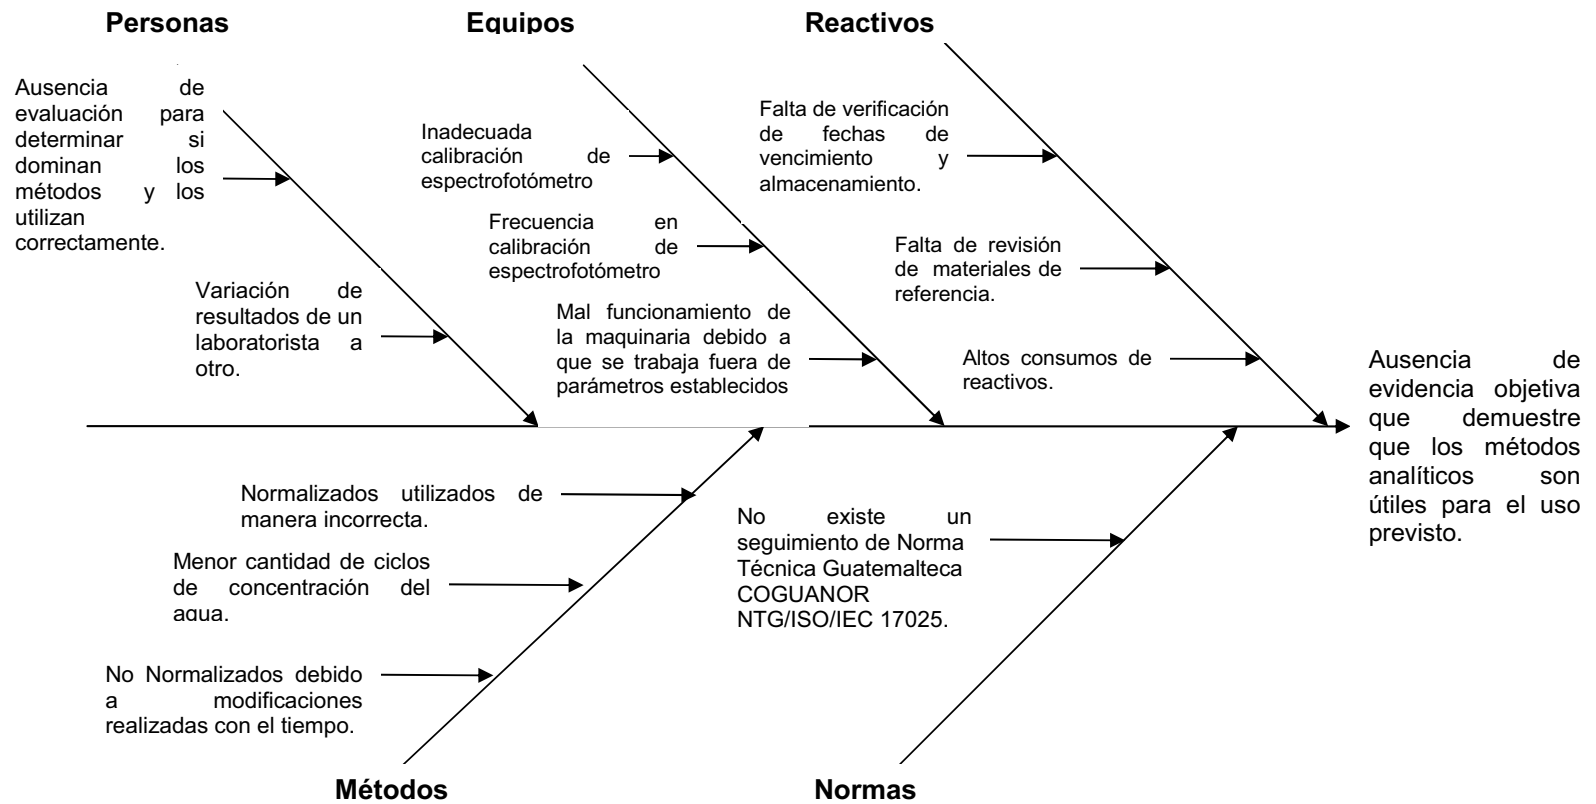 Personas
Equipos
Reactivos
Ausencia de
evaluación para
determinar si
dominan los
métodos y los
utilizan
correctamente.
Variación de
resultados de un
laboratorista a
otro.
Inadecuada
calibración de
espectrofotómetro
Frecuencia en
calibración de
espectrofotómetro
Mal funcionamiento de
la maquinaria debido a
que se trabaja fuera de
parámetros establecidos
Falta de verificación
de fechas de
vencimiento y
almacenamiento.
Falta de revisión
de materiales de
referencia.
Altos consumos de
reactivos.
Ausencia de
evidencia objetiva
que demuestre
que los métodos
analíticos son
útiles para el uso
previsto.
Normalizados utilizados de
manera incorrecta.
Menor cantidad de ciclos
de concentración del
agua.
No Normalizados debido
a modificaciones
realizadas con el tiempo.
No existe un
seguimiento de Norma
Técnica Guatemalteca
COGUANOR
NTG/ISO/IEC 17025.
Métodos
Normas